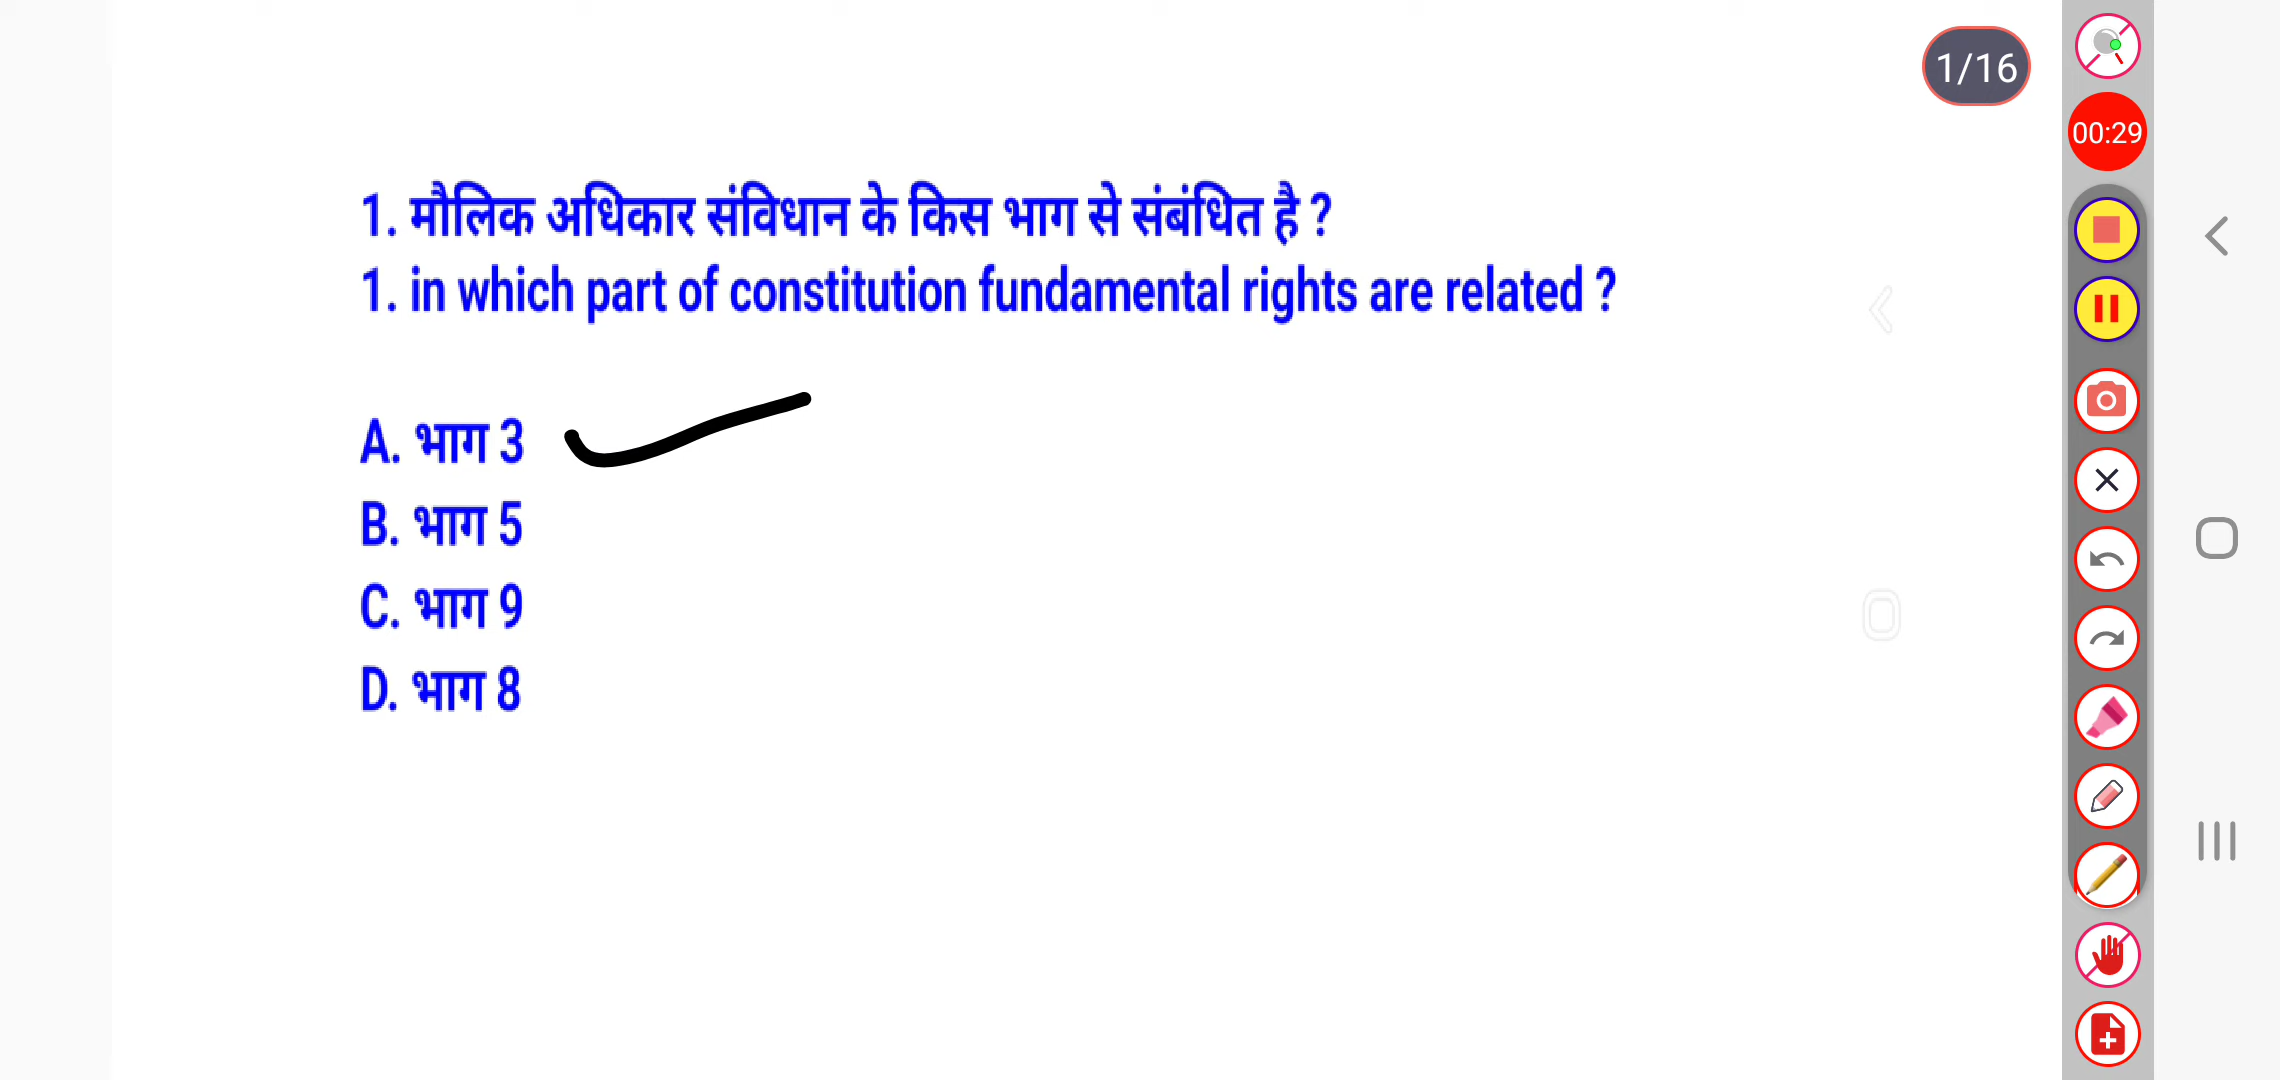 1/16
00:29
1. मौलिक अधिकार संविधान के किस भाग से संबंधित है ?
1. in which part of constitution fundamental rights are related ?
A. भाग 3
B. भाग 5
C. भाग 9
D. भाग 8